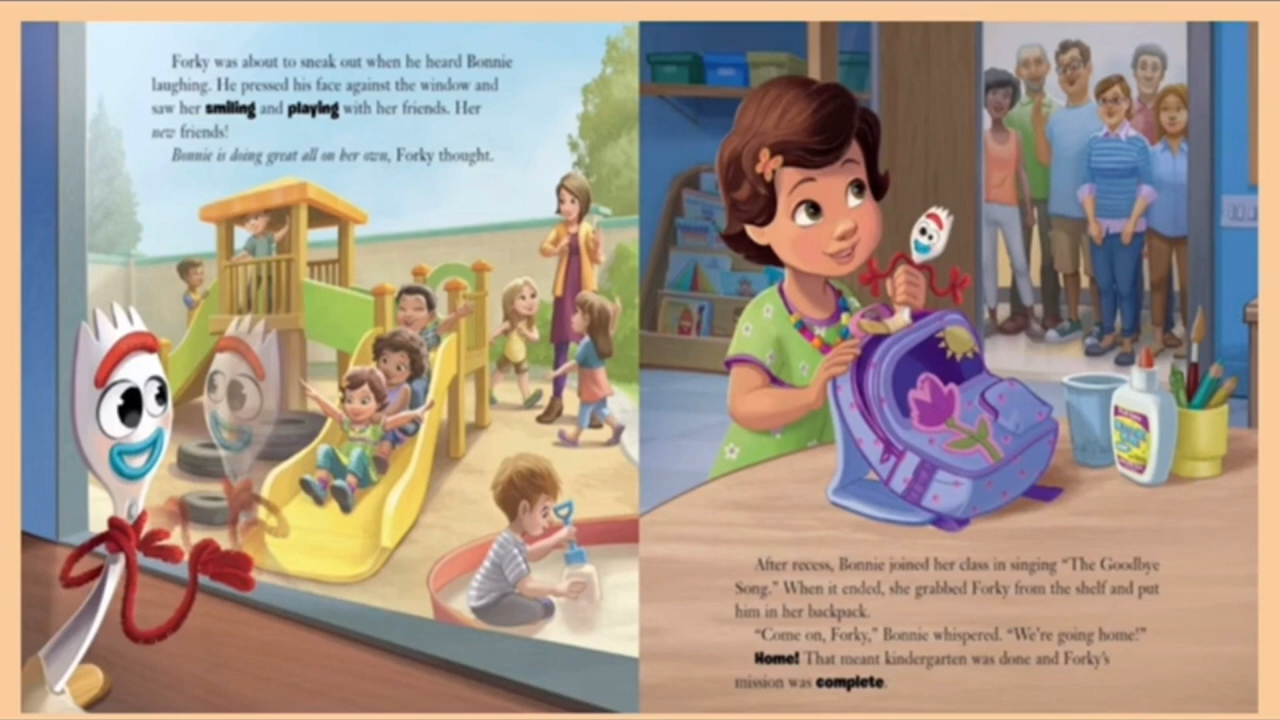 Forky was about to sneak out when he heard Bonnie
laughing. He pressed his face against the window and
saw her smiling and playing with her friends. Her
new friends!
Bonnie is doing great all on her own, Forky thought.
After recess, Bonnie joined her class in singing “The Goodbye
Song.” When it ended, she grabbed Forky from the shelf and put
him in her backpack.
“Come on, Forky,” Bonnie whispered. “We’re going home!”
Home! That meant kindergarten was done and Forky’s
mission was complete.